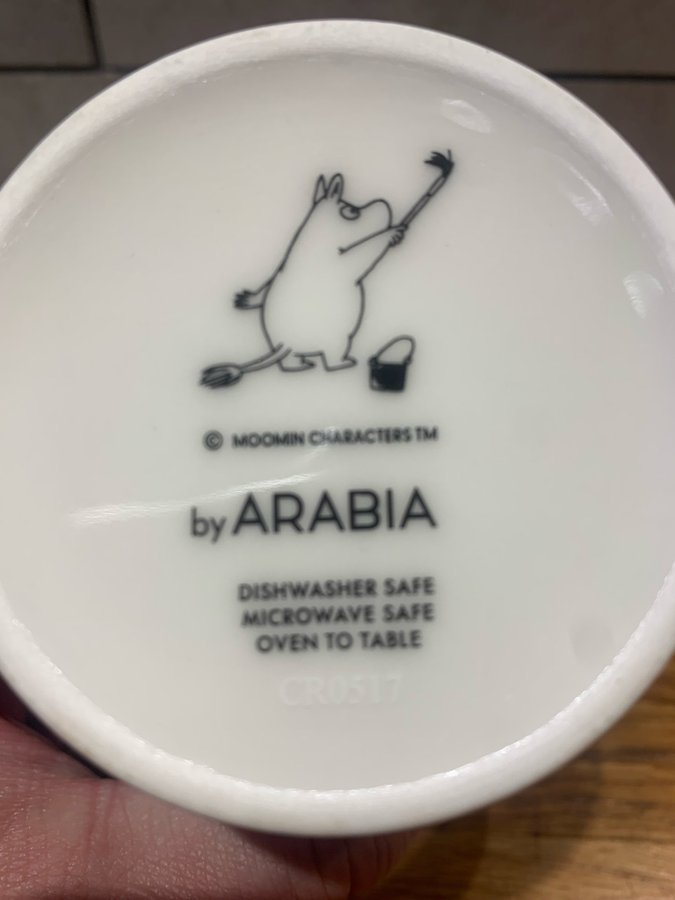 © MOOMIN CHARACTERS TM
by ARABIA
DISHWASHER SAFE
MICROWAVE SAFE
OVEN TO TABLE
CR0517